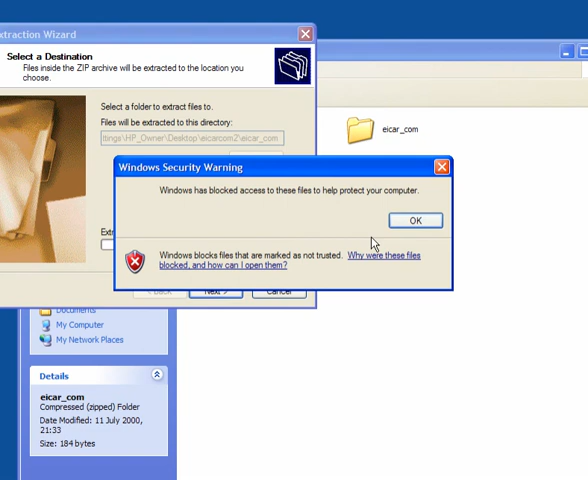 traction Wizard
Select a Destination
Files inside the ZIP archive will be extracted to the location you
choose.
Select a folder to extract files to.
Files will be extracted to this directory:
ttings\HP_Owner\Desktop\eicarcom2\eicar_com
eicar_com
Windows Security Warning
Windows has blocked access to these files to help protect your computer.
OK
Extr
Windows blocks files that are marked as not trusted. Why were these files
blocked, and how can I open them?
< Back
Next >
Cancel
Documents
My Computer
My Network Places
Details
eicar_com
Compressed (zipped) Folder
Date Modified: 11 July 2000,
21:33
Size: 184 bytes